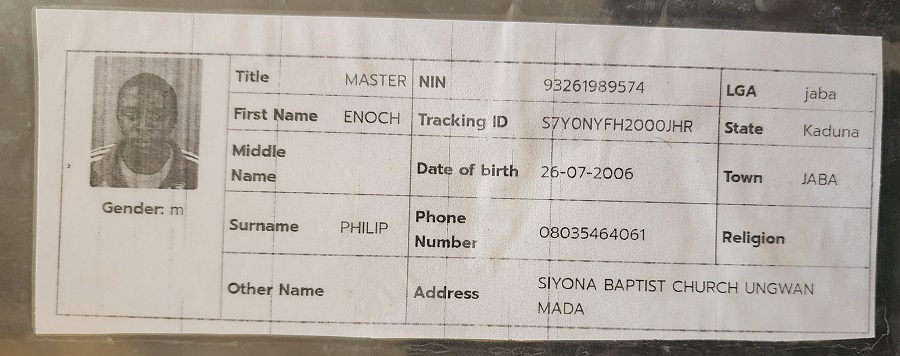 Title MASTER NIN 93261989574 LGA jaba
First Name ENOCH Tracking ID S7Y0NYFH2000JHR State Kaduna
Middle Name Date of birth 26-07-2006 Town JABA
Gender: m
Surname PHILIP Phone Number 08035464061 Religion
Other Name Address SIYONA BAPTIST CHURCH UNGWAN
MADA